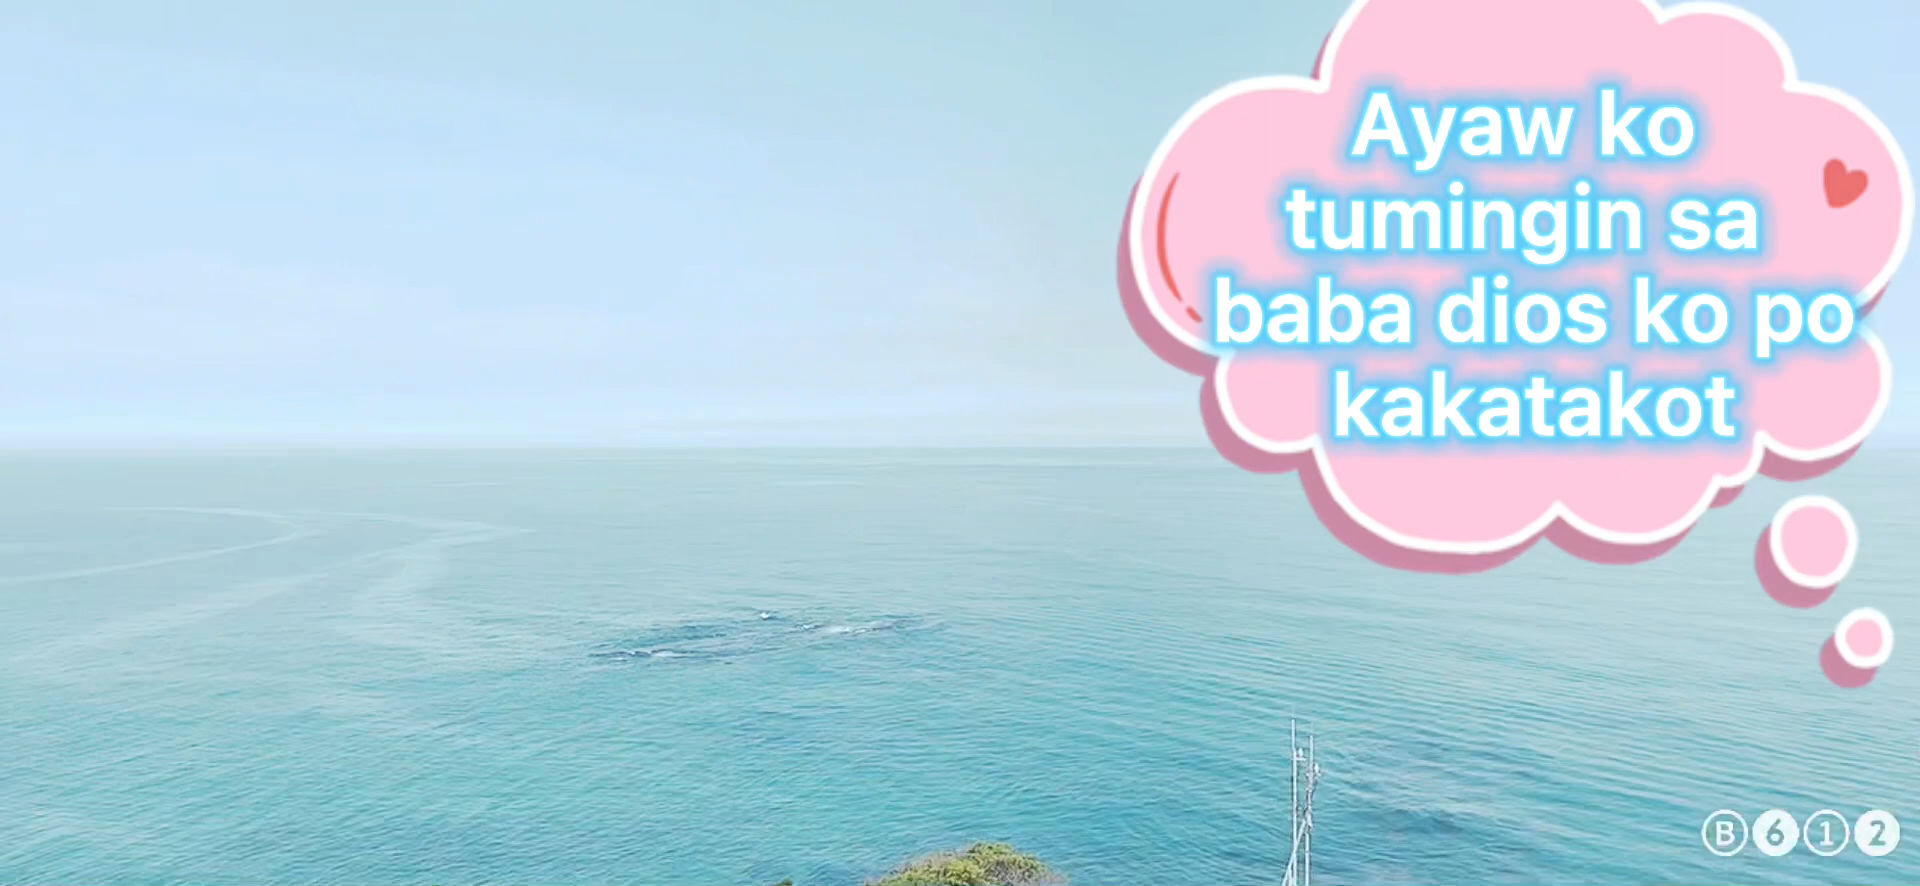 Ayaw ko
tumingin sa
baba dios ko po
kakatakot
B612